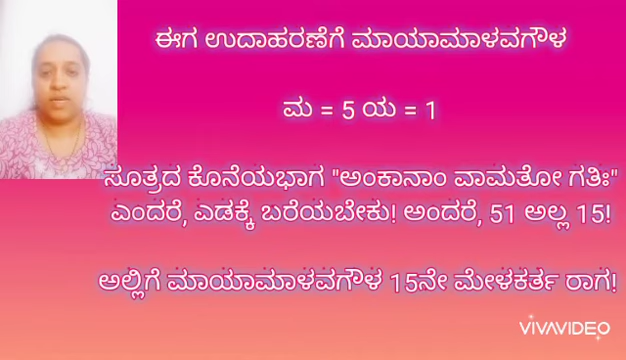 ಈಗ ಉದಾಹರಣೆಗೆ ಮಾಯಾಮಾಳವಗೌಳ
ಮ = 5 ಯ = 1
ಸೂತ್ರದ ಕೊನೆಯಭಾಗ "ಅಂಕಾನಾಂ ವಾಮತೋ ಗತಿಃ"
ಎಂದರೆ, ಎಡಕ್ಕೆ ಬರೆಯಬೇಕು! ಅಂದರೆ, 51 ಅಲ್ಲ 15!
ಅಲ್ಲಿಗೆ ಮಾಯಾಮಾಳವಗೌಳ 15ನೇ ಮೇಳಕರ್ತ ರಾಗ!
VIVAVIDEO